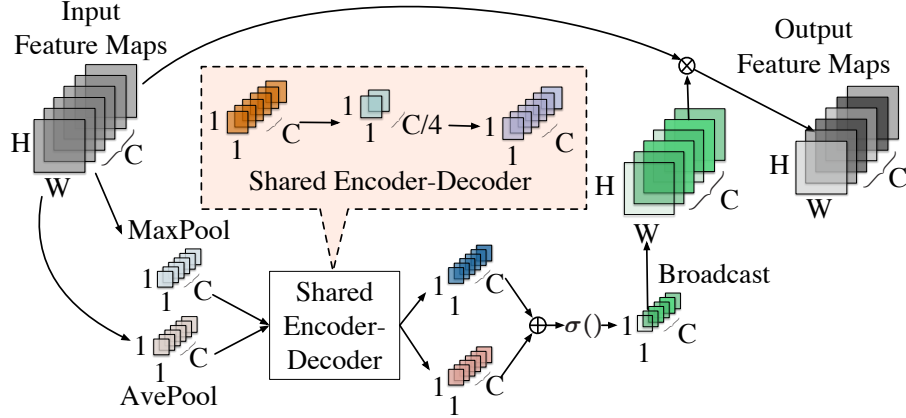 Input
Feature Maps
H
W
C
Output
Feature Maps
H
W
C
1
1
C
1
1
C/4
1
1
C
Shared Encoder-Decoder
H
W
C
MaxPool
1
1
C
1
1
C
AvePool
Shared
Encoder-
Decoder
1
1
C
1
1
C
σ()
Broadcast
1
1
C